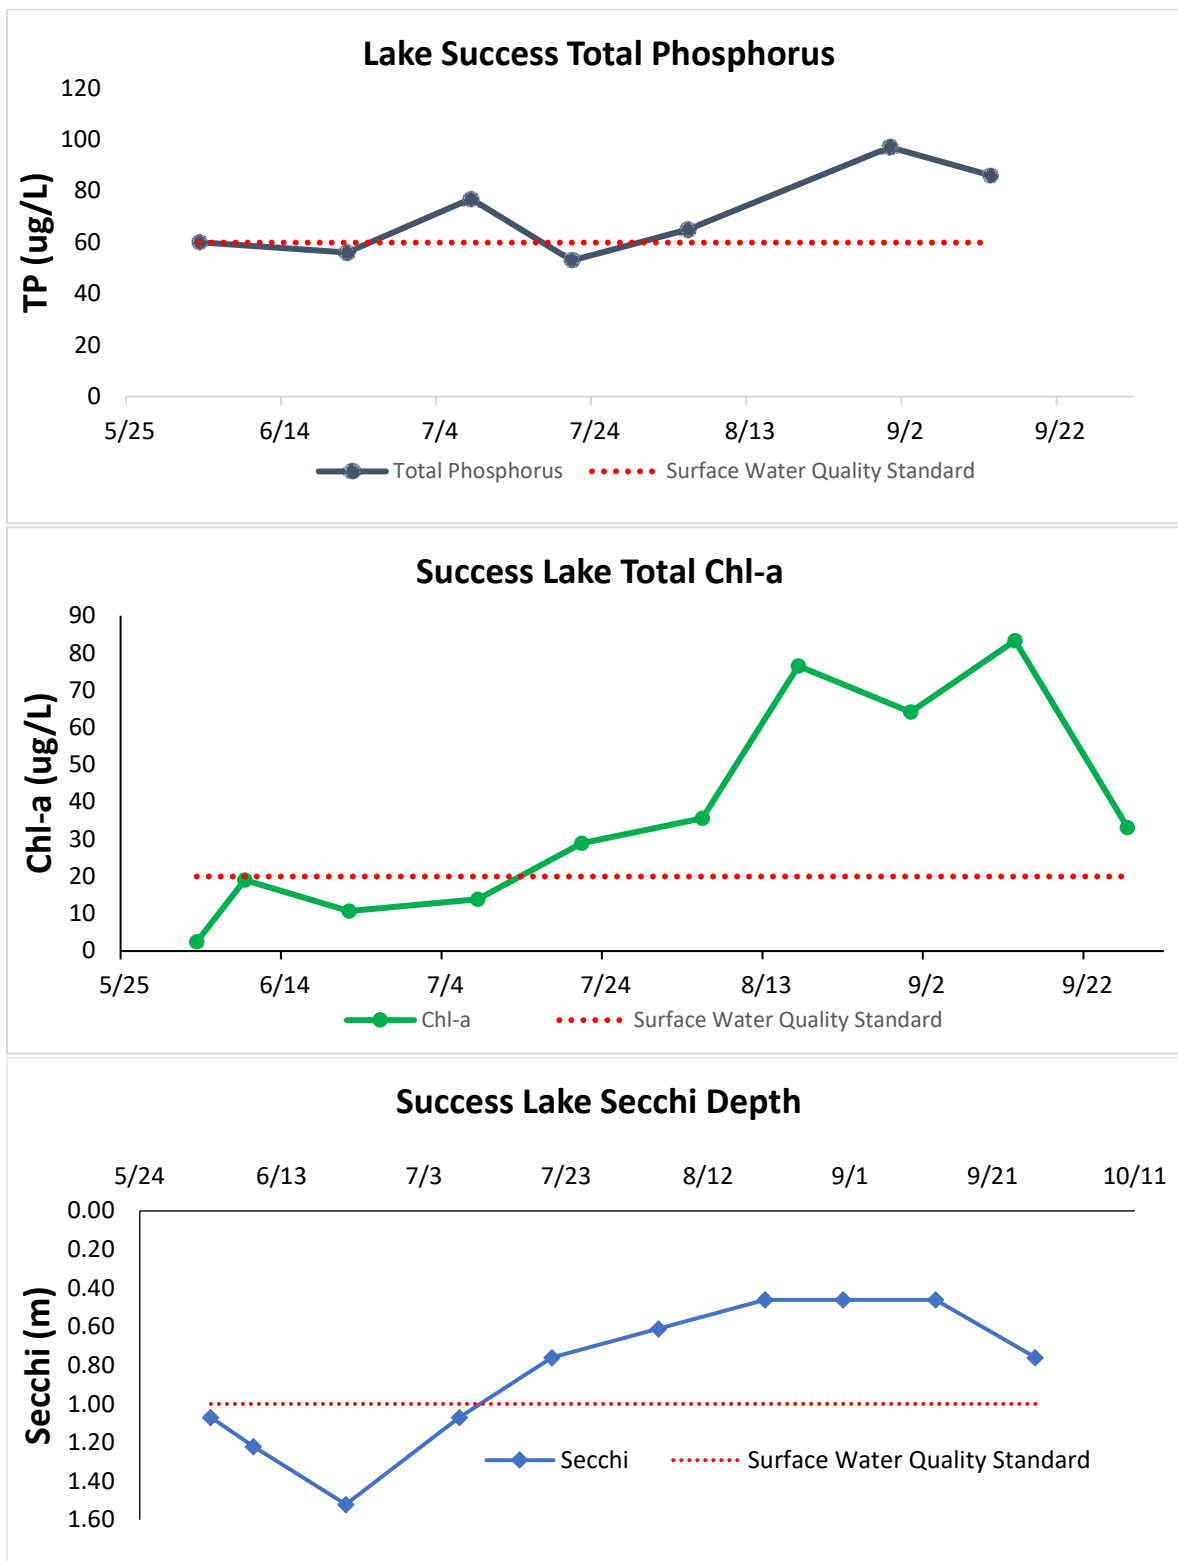 Lake Success Total Phosphorus
TP (ug/L)
120
100
80
60
40
20
0
5/25 6/14 7/4 7/24 8/13 9/2 9/22
Total Phosphorus Surface Water Quality Standard
Success Lake Total Chl-a
Chl-a (ug/L)
90
80
70
60
50
40
30
20
10
0
5/25 6/14 7/4 7/24 8/13 9/2 9/22
Chl-a Surface Water Quality Standard
Success Lake Secchi Depth
5/24 6/13 7/3 7/23 8/12 9/1 9/21 10/11
Secchi (m)
0.00
0.20
0.40
0.60
0.80
1.00
1.20
1.40
1.60
Secchi Surface Water Quality Standard